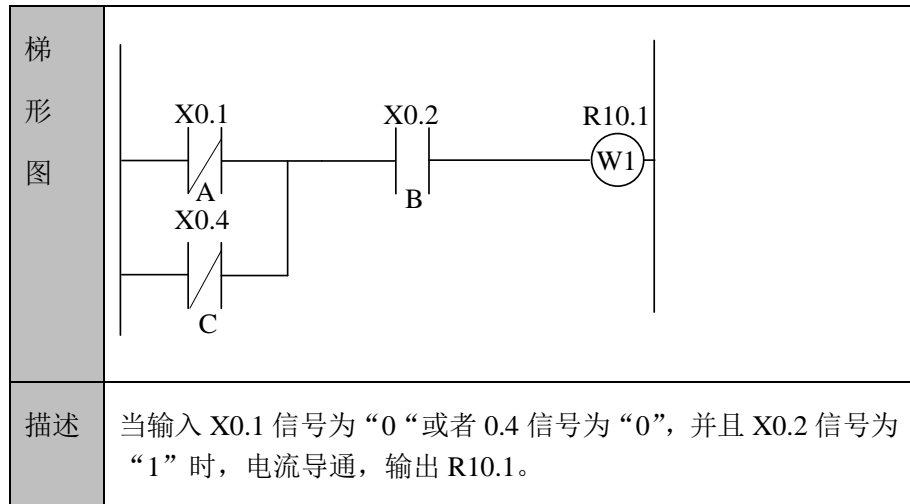 梯
形
图
X0.1 X0.2 R10.1
W1
A B
X0.4
C
描述
当输入 X0.1 信号为“0 “或者 0.4 信号为“0”，并且 X0.2 信号为
“1”时，电流导通，输出 R10.1。